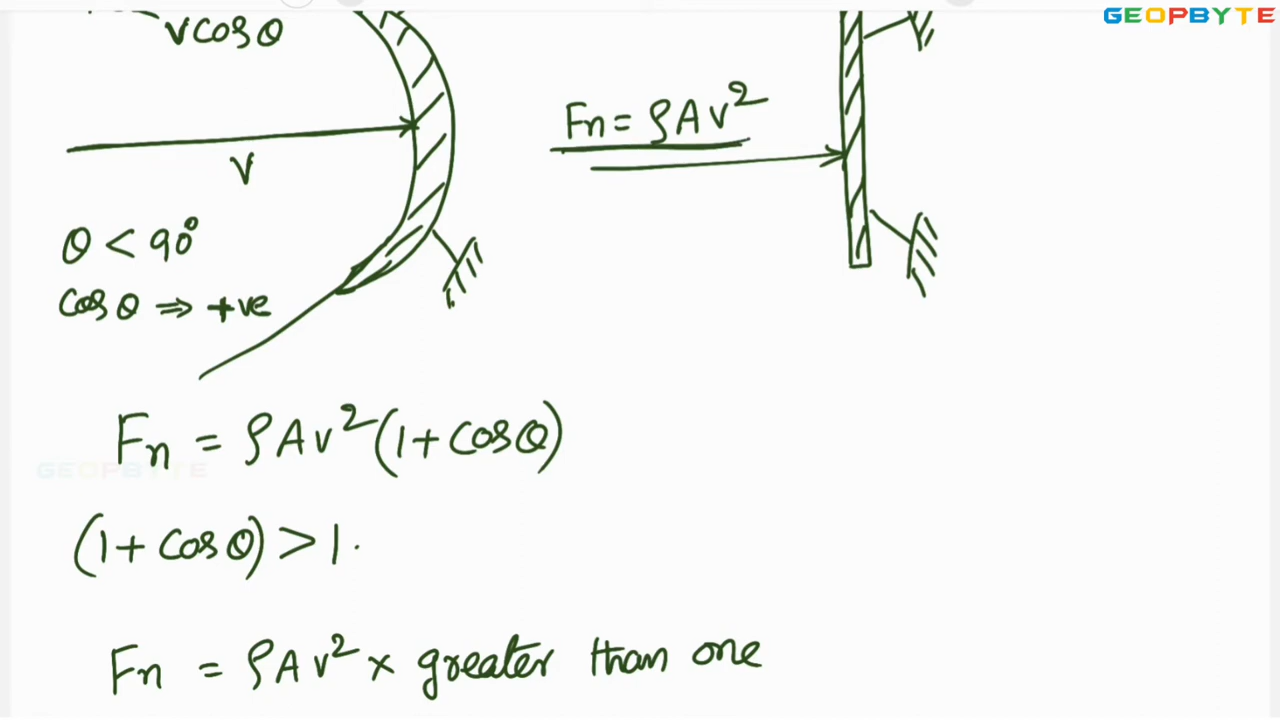 GEOPBYTE
vcosθ
Fn = ρAv²
v
θ < 90°
cosθ ⇒ +ve
Fn = ρAv²(1+cosθ)
GEOPBYTE
(1+cosθ) > 1.
Fn = ρAv² × greater than one